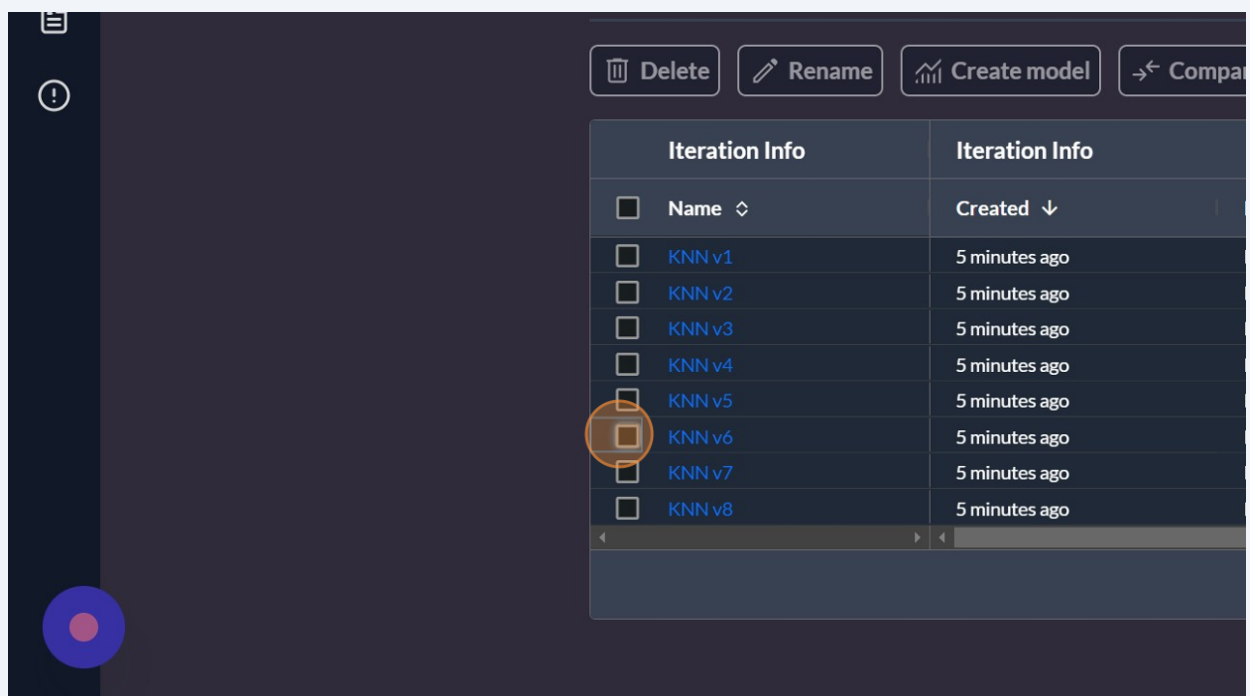 Delete Rename Create model
Iteration Info Iteration Info
Name Created
KNN v1 5 minutes ago
KNN v2 5 minutes ago
KNN v3 5 minutes ago
KNN v4 5 minutes ago
KNN v5 5 minutes ago
KNN v6 5 minutes ago
KNN v7 5 minutes ago
KNN v8 5 minutes ago